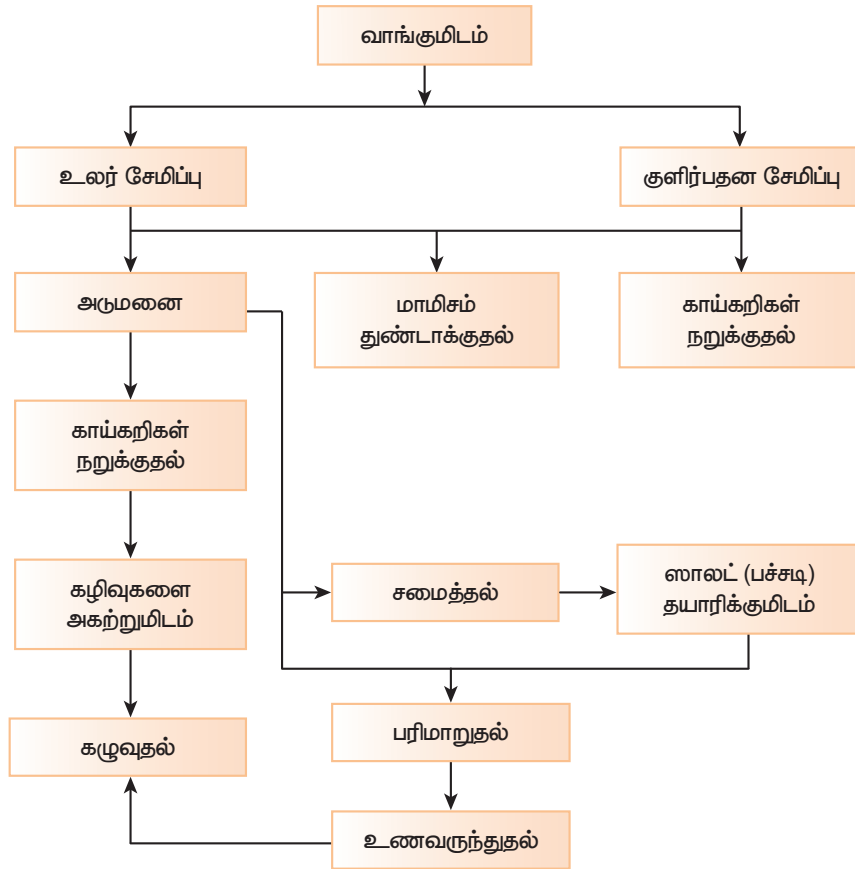 வாங்குமிடம்
உலர் சேமிப்பு
குளிர்பதன சேமிப்பு
அடுமனை
மாமிசம்
துண்டாக்குதல்
காய்கறிகள்
நறுக்குதல்
காய்கறிகள்
நறுக்குதல்
கழிவுகளை
அகற்றுமிடம்
சமைத்தல்
ஸாலட் (பச்சடி)
தயாரிக்குமிடம்
கழுவுதல்
பரிமாறுதல்
உணவருந்துதல்